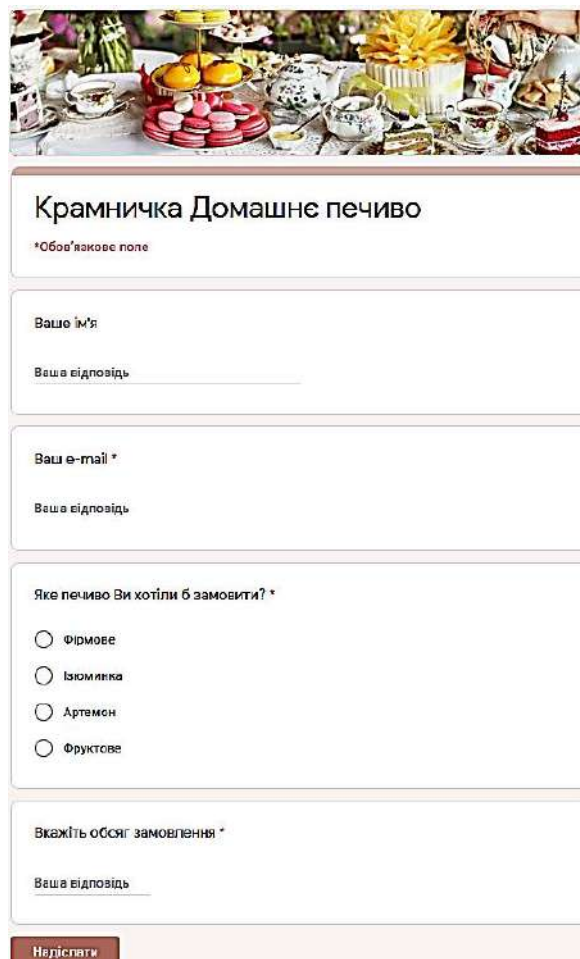 Крамничка Домашнє печиво
*Обов'язкове поле
Ваше ім'я
Ваша відповідь
Ваш e-mail *
Ваша відповідь
Яке печиво Ви хотіли б замовити? *
Фірмове
Ізюминка
Артемон
Фруктове
Вкажіть обсяг замовлення *
Ваша відповідь
Надіслати